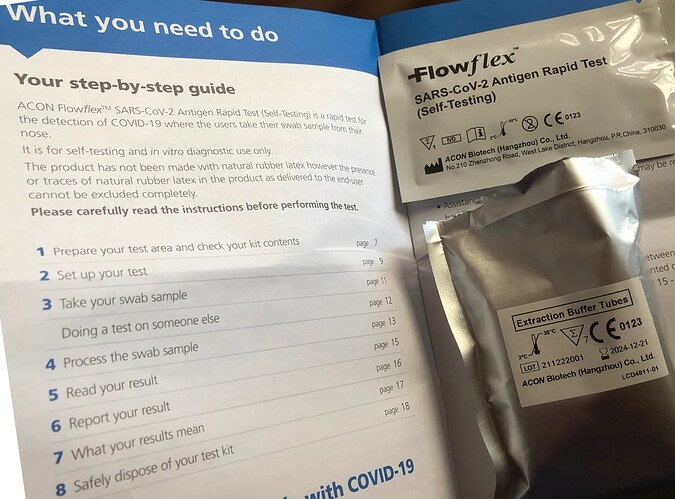 What you need to do
Your step-by-step guide
ACON Flowflex™ SARS-CoV-2 Antigen Rapid Test (Self-Testing) is a rapid test for
the detection of COVID-19 where the users take their swab sample from their
nose.
It is for self-testing and in vitro diagnostic use only.
The product has not been made with natural rubber latex however the presence
or traces of natural rubber latex in the product as delivered to the end-user
cannot be excluded completely.
Please carefully read the instructions before performing the test.
1 Prepare your test area and check your kit contents page 7
2 Set up your test page 9
3 Take your swab sample page 11
Doing a test on someone else page 12
4 Process the swab sample page 13
5 Read your result page 15
6 Report your result page 16
7 What your results mean page 17
8 Safely dispose of your test kit page 18
with COVID-19
Flowflex™
SARS-CoV-2 Antigen Rapid Test
(Self-Testing)
IVD 2°C 30°C 2 CE 0123
ACON Biotech (Hangzhou) Co., Ltd.
No.210 Zhenzhong Road, West Lake District, Hangzhou, P.R.China, 310030
may be
• Assistance
15 -
Extraction Buffer Tubes
2°C 30°C Σ 7 CE 0123
LOT 211222001 2024-12-21
ACON Biotech (Hangzhou) Co., Ltd.
LCD4811-01